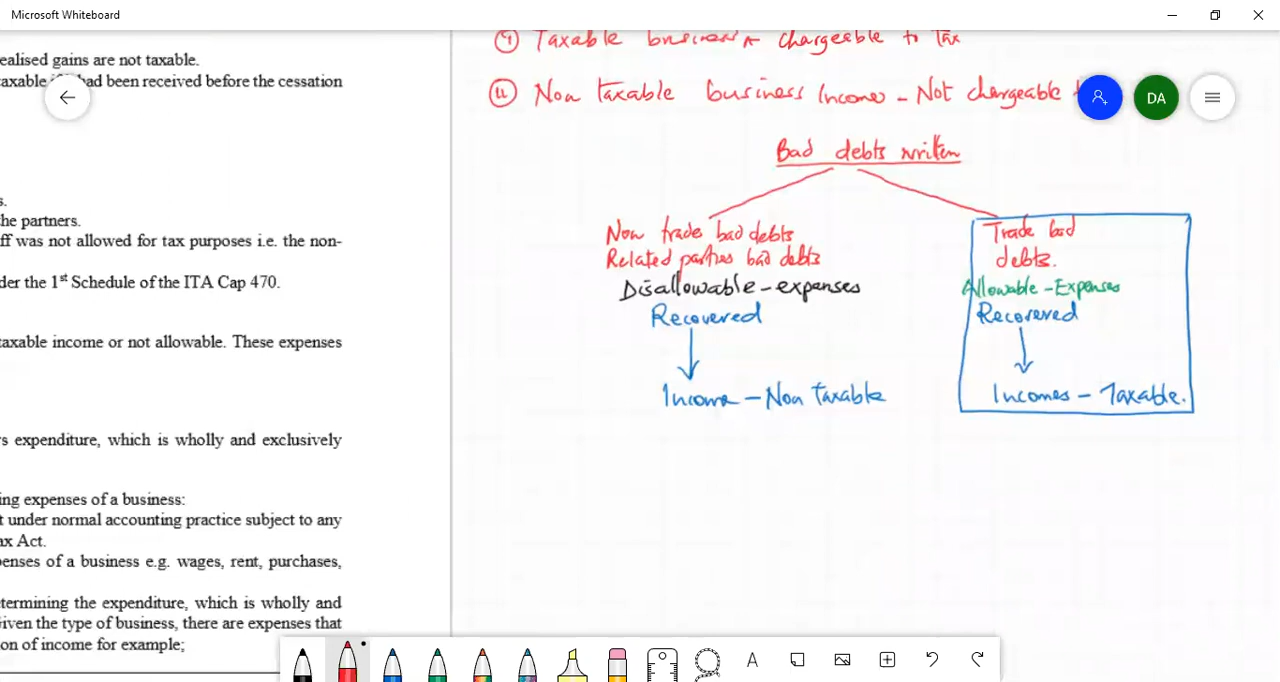 Microsoft Whiteboard
ealised gains are not taxable.
had been received before the cessation
s.
he partners.
ff was not allowed for tax purposes i.e. the non-
der the 1st Schedule of the ITA Cap 470.
taxable income or not allowable. These expenses
s expenditure, which is wholly and exclusively
ing expenses of a business:
t under normal accounting practice subject to any
ax Act.
penses of a business e.g. wages, rent, purchases,
termining the expenditure, which is wholly and
iven the type of business, there are expenses that
on of income for example;
Taxable business chargeable to Tax
Non taxable business Income - Not chargeable
DA
Bad debts written
Non trade bad debts
Related parties bad debts
Disallowable - expenses
Recovered
Income - Non Taxable
Trade bad
debts.
Allowable - Expenses
Recovered
Incomes - Taxable.
A